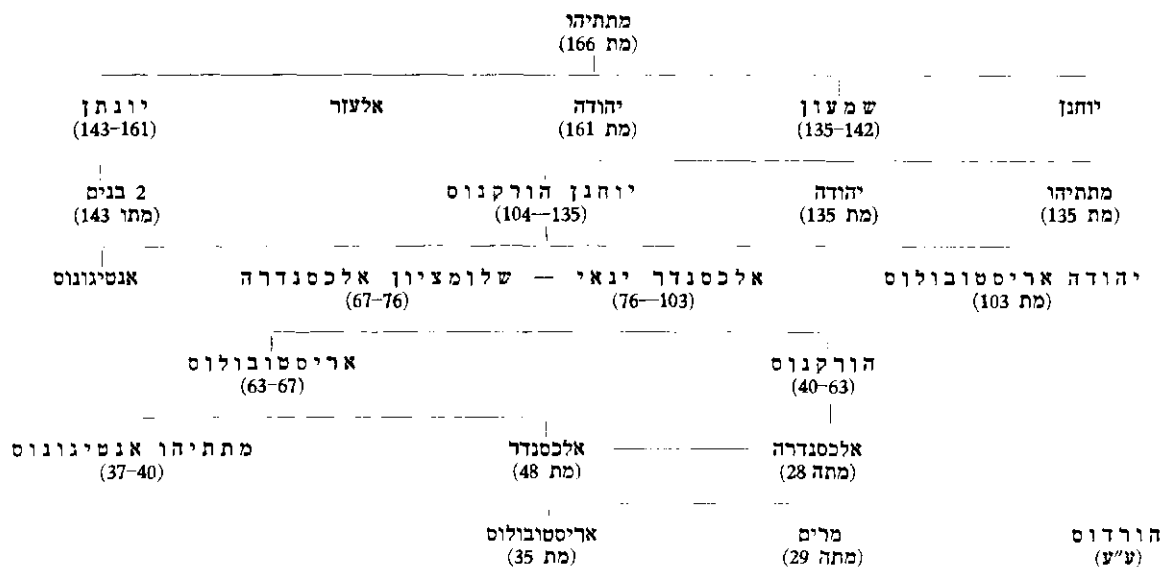 מתתיהו
(מת 166)
יוחנן
שמעון
(142–135)
יהודה
(מת 161)
אלעזר
יונתן
(161–143)
מתתיהו
(מת 135)
יהודה
(מת 135)
יוחנן הורקנוס
(135—104)
2 בנים
(מתו 143)
יהודה אריסטובולוס
(מת 103)
אלכסנדר ינאי — שלומציון אלכסנדרה
(103—76)
(76–67)
אנטיגונוס
הורקנוס
(63–40)
אריסטובולוס
(67–63)
אלכסנדרה
(מתה 28)
אלכסנדר
(מת 48)
מתתיהו אנטיגונוס
(40–37)
הורדוס
(ע"ע)
מרים
(מתה 29)
אריסטובולוס
(מת 35)